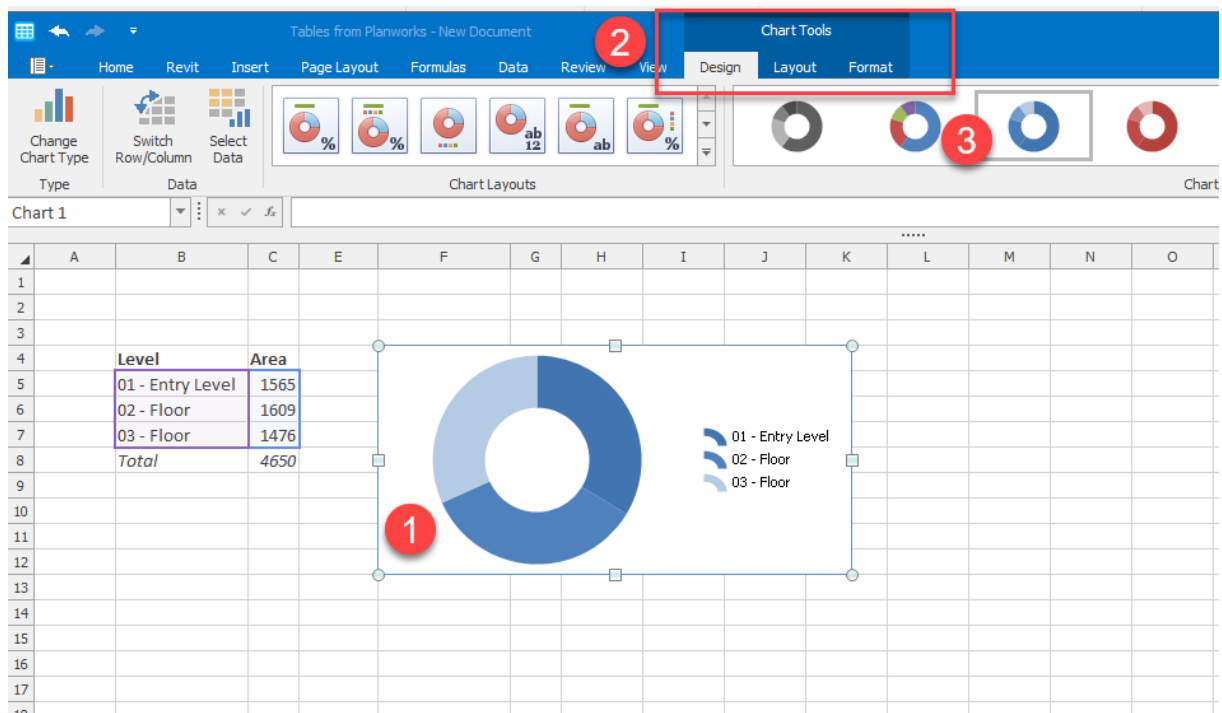 Tables from Planworks - New Document
Chart Tools
2
Home Revit Insert Page Layout Formulas Data Review View Design Layout Format
3
% % ab 12 ab %
Change Chart Type
Switch Row/Column
Select Data
Type Data Chart Layouts Chart
Chart 1 fx
A B C E F G H I J K L M N O
1
2
3
4 Level Area
5 01 - Entry Level 1565
6 02 - Floor 1609
7 03 - Floor 1476
8 Total 4650
9
10
11
12
13
14
15
16
17
01 - Entry Level
02 - Floor
03 - Floor
1